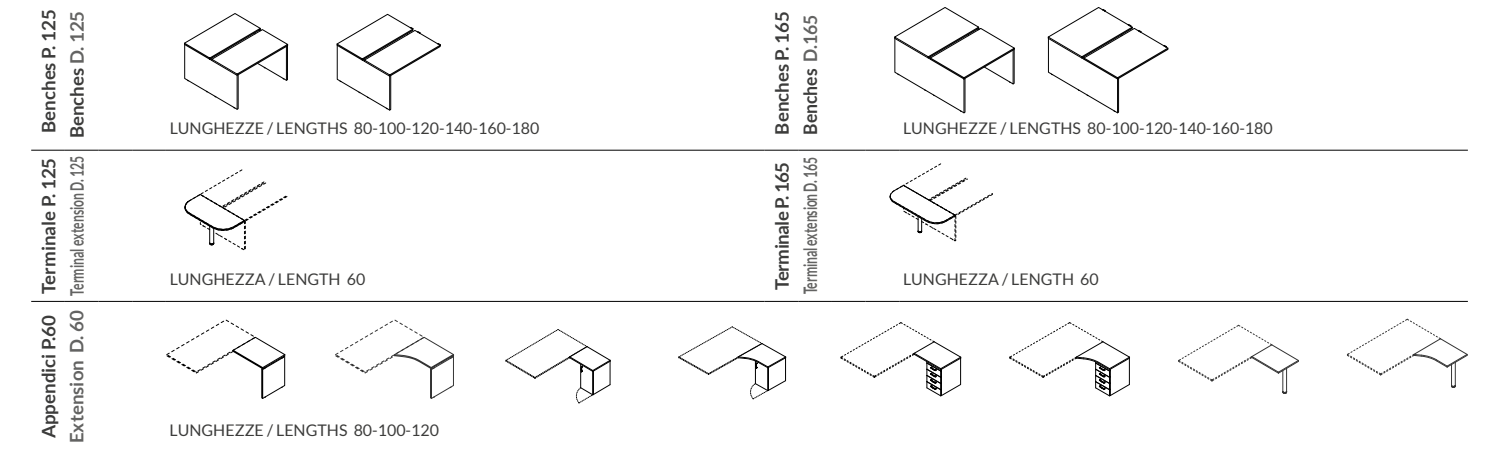 Benches P. 125
Benches D. 125
LUNGHEZZE / LENGTHS 80-100-120-140-160-180
Benches P. 165
Benches D.165
LUNGHEZZE / LENGTHS 80-100-120-140-160-180
Terminale P. 125
Terminal extension D. 125
LUNGHEZZA / LENGTH 60
Terminale P. 165
Terminal extension D. 165
LUNGHEZZA / LENGTH 60
Appendici P.60
Extension D. 60
LUNGHEZZE / LENGTHS 80-100-120